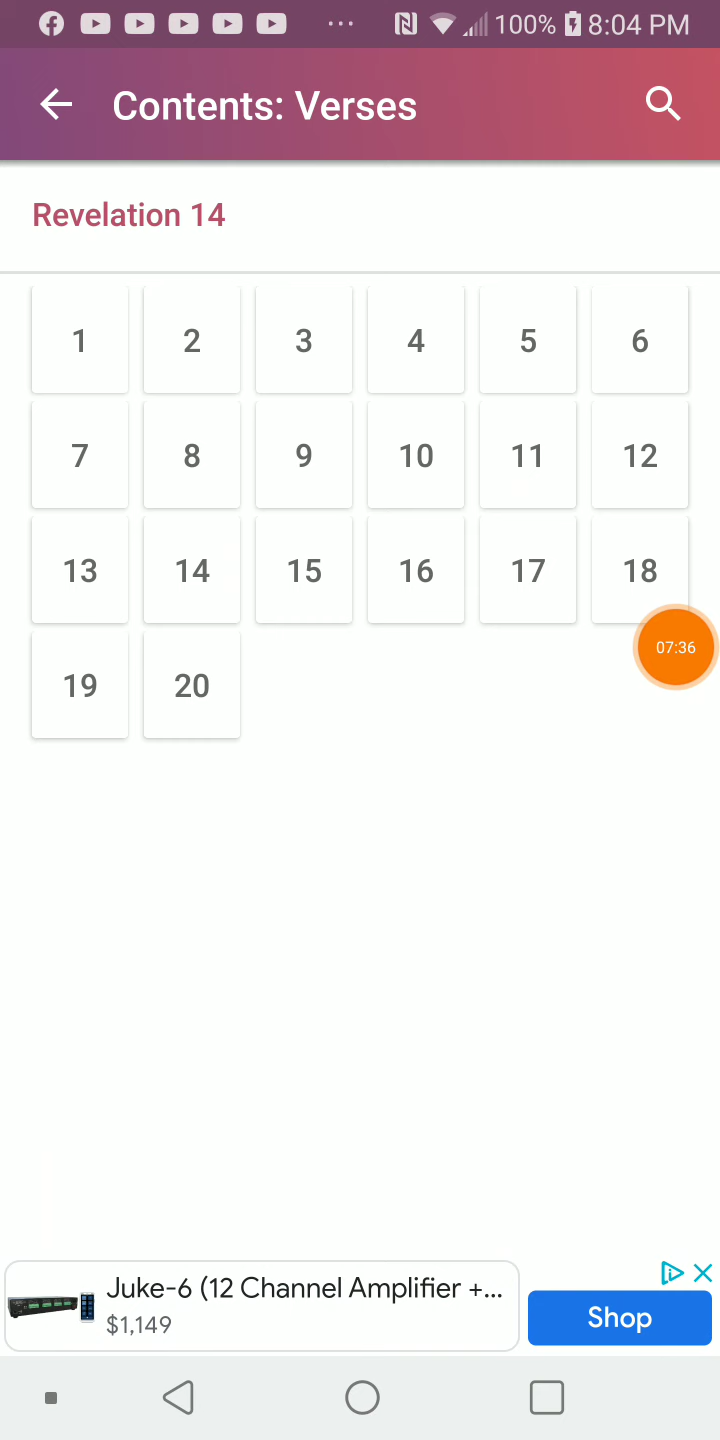 100% 8:04 PM
Contents: Verses
Revelation 14
1 2 3 4 5 6
7 8 9 10 11 12
13 14 15 16 17 18
07:36
19 20
Juke-6 (12 Channel Amplifier +...
$1,149
Shop